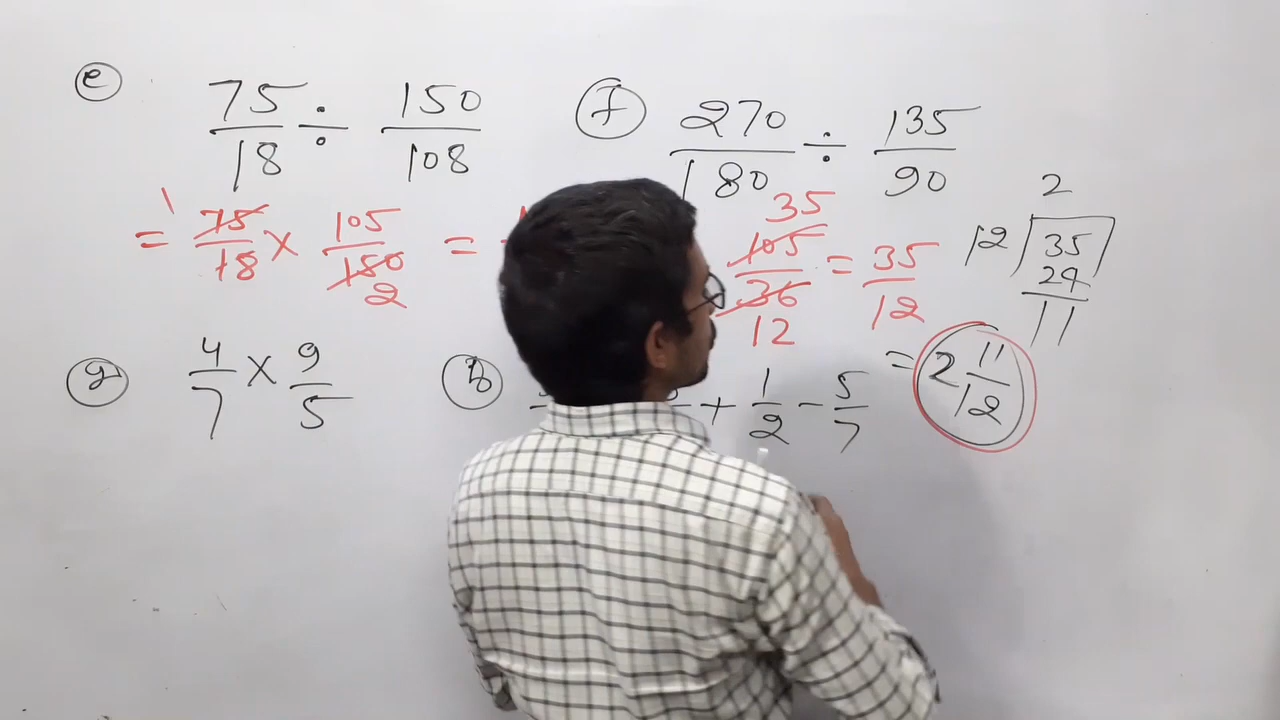 e 75/18 ÷ 150/108
= 75/18 × 105/150 = 105/36 = 35/12
1 2 35 12
f 270/180 ÷ 135/90
2
12 ) 35
24
11
= 2 11/12
g 4/7 × 9/5
h + 1/2 − 5/7